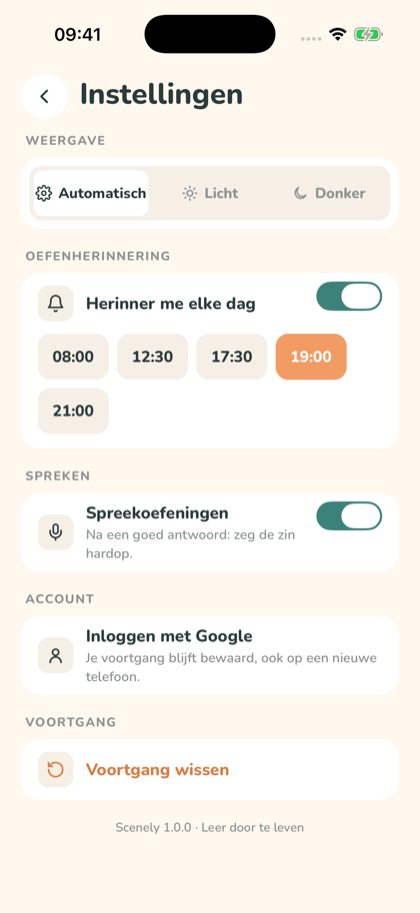 09:41
Instellingen
WEERGAVE
Automatisch Licht Donker
OEFENHERINNERING
Herinner me elke dag
08:00 12:30 17:30 19:00
21:00
SPREKEN
Spreekoefeningen
Na een goed antwoord: zeg de zin
hardop.
ACCOUNT
Inloggen met Google
Je voortgang blijft bewaard, ook op een nieuwe
telefoon.
VOORTGANG
Voortgang wissen
Scenely 1.0.0 · Leer door te leven